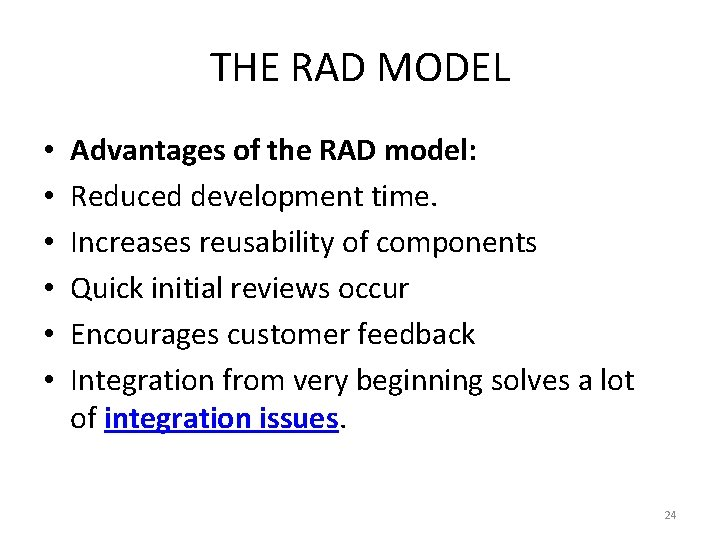 THE RAD MODEL
• Advantages of the RAD model:
• Reduced development time.
• Increases reusability of components
• Quick initial reviews occur
• Encourages customer feedback
• Integration from very beginning solves a lot
of integration issues.
24